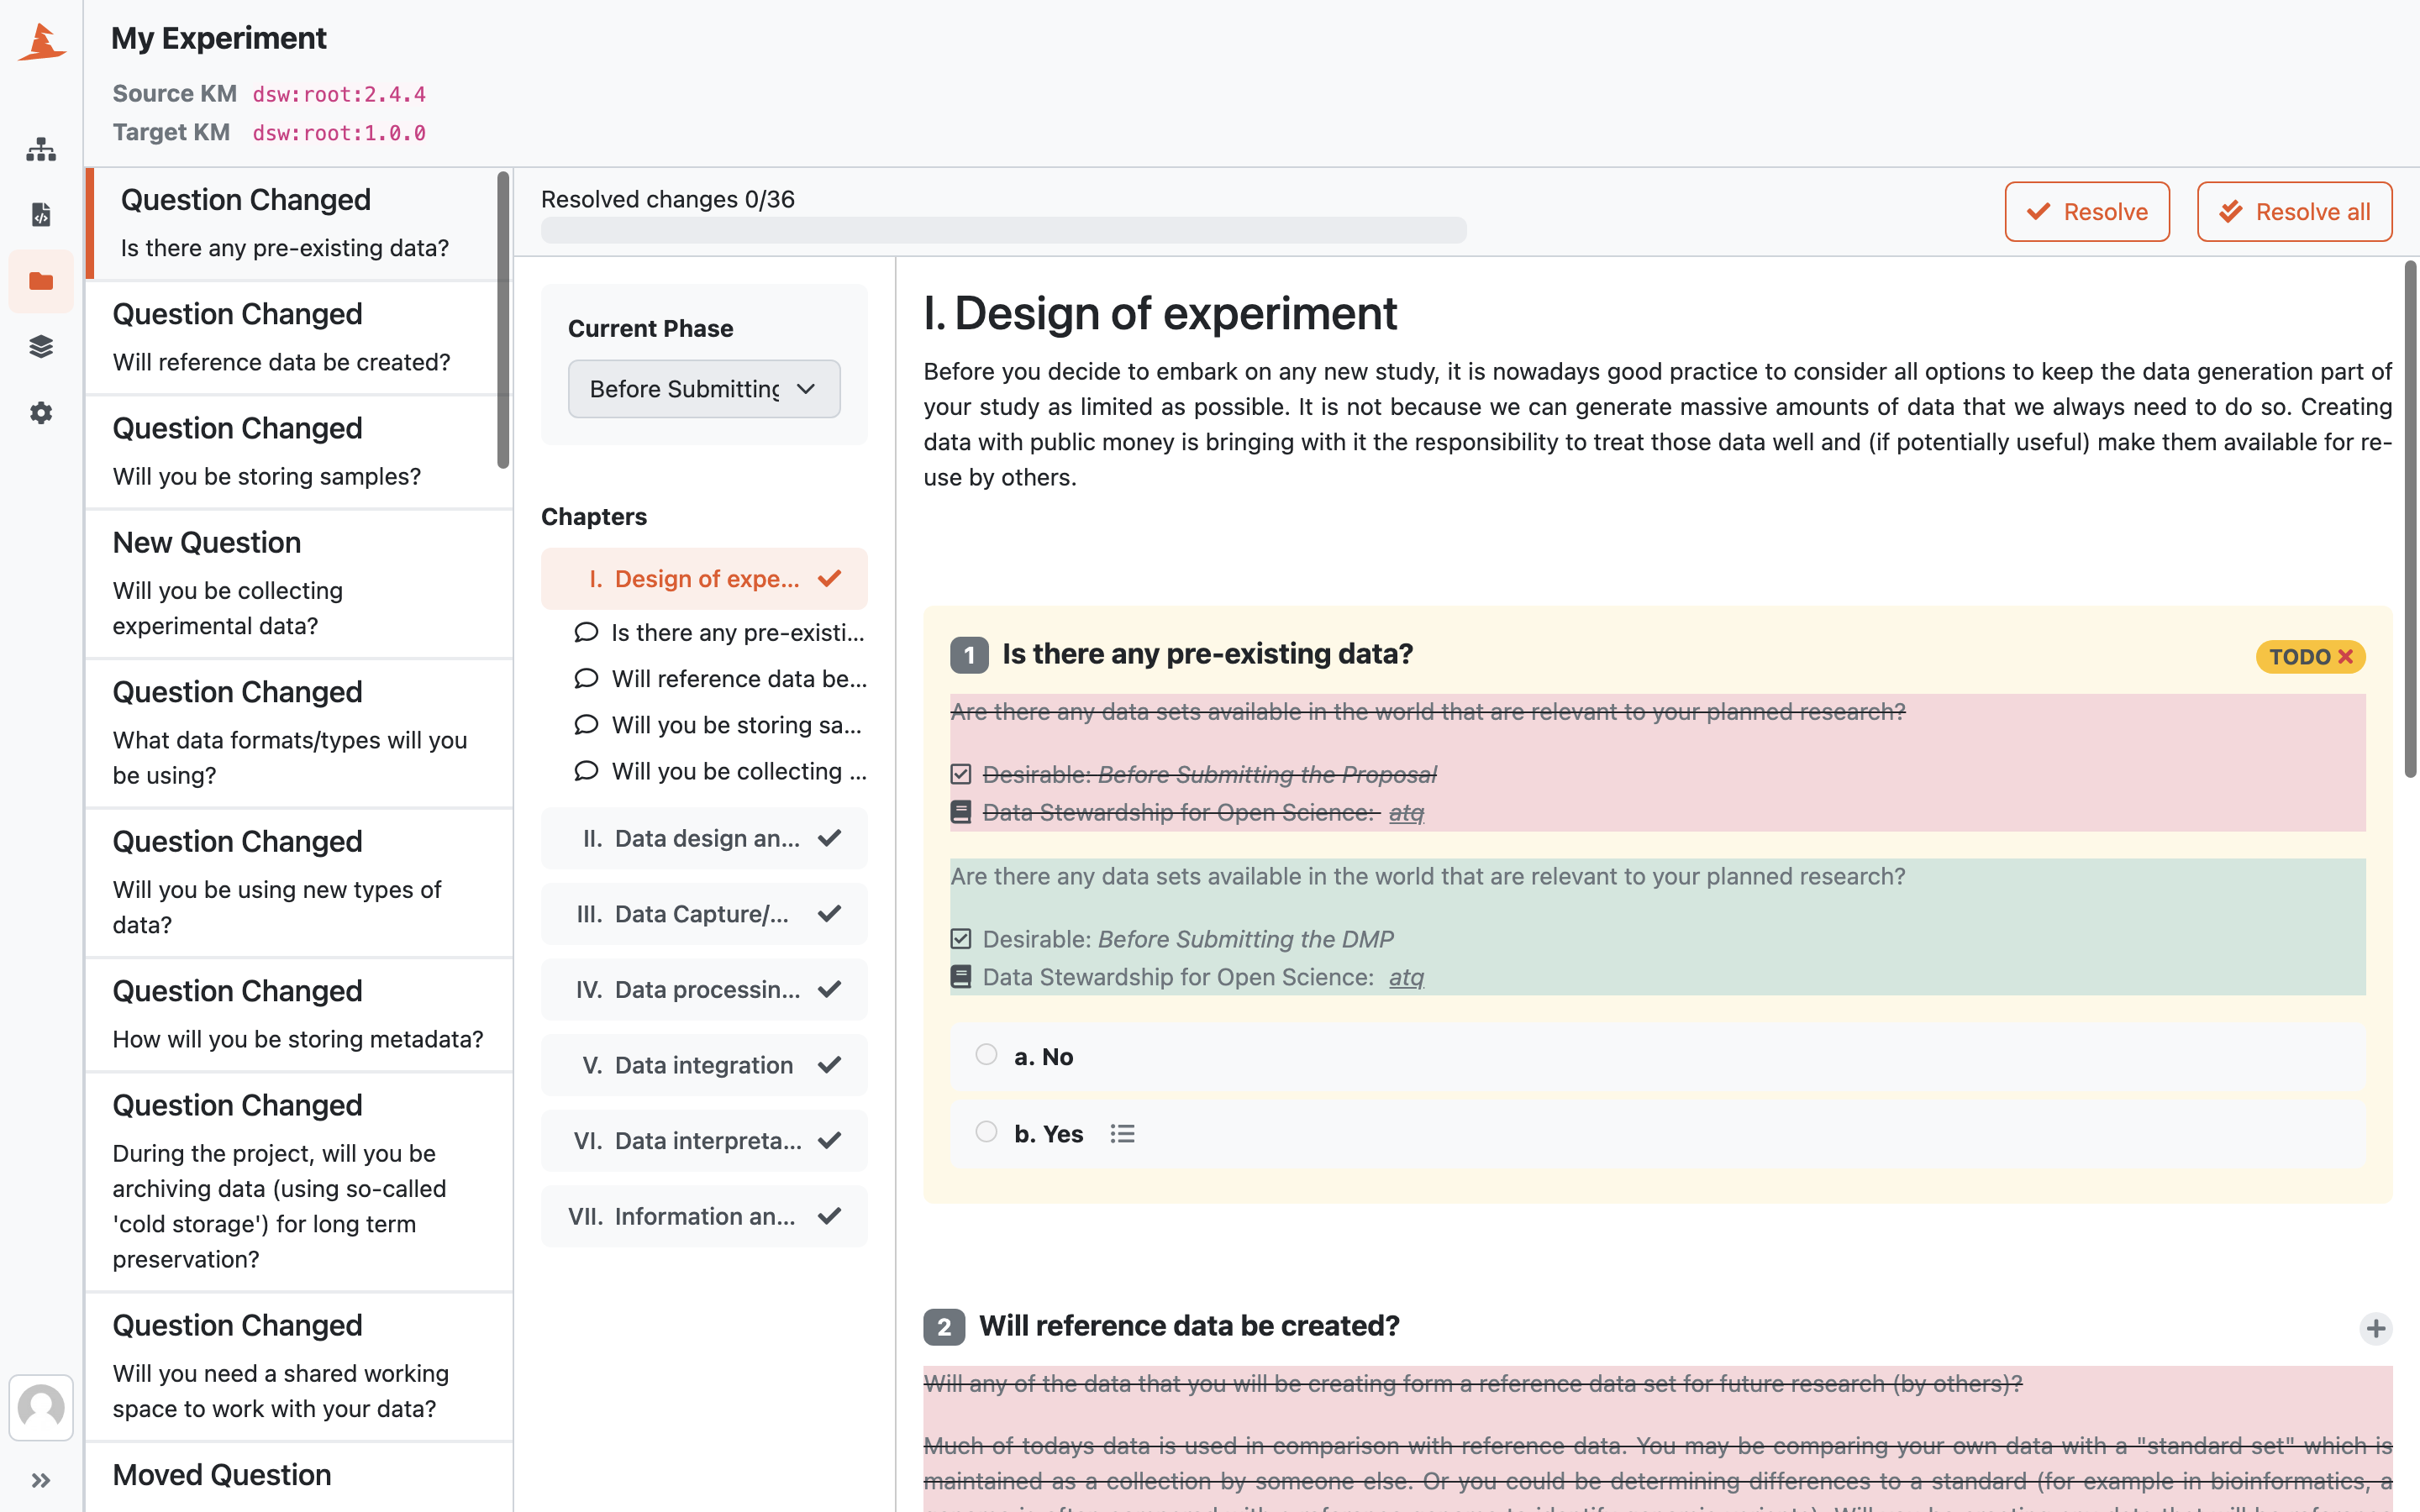 My Experiment
Source KM dsw:root:2.4.4
Target KM dsw:root:1.0.0
Question Changed
Is there any pre-existing data?
Question Changed
Will reference data be created?
Question Changed
Will you be storing samples?
New Question
Will you be collecting
experimental data?
Question Changed
What data formats/types will you
be using?
Question Changed
Will you be using new types of
data?
Question Changed
How will you be storing metadata?
Question Changed
During the project, will you be
archiving data (using so-called
'cold storage') for long term
preservation?
Question Changed
Will you need a shared working
space to work with your data?
Moved Question
Resolved changes 0/36
Resolve
Resolve all
Current Phase
Before Submitting
Chapters
I. Design of expe...
Is there any pre-existi...
Will reference data be...
Will you be storing sa...
Will you be collecting ...
II. Data design an...
III. Data Capture/...
IV. Data processin...
V. Data integration
VI. Data interpreta...
VII. Information an...
I. Design of experiment
Before you decide to embark on any new study, it is nowadays good practice to consider all options to keep the data generation part of
your study as limited as possible. It is not because we can generate massive amounts of data that we always need to do so. Creating
data with public money is bringing with it the responsibility to treat those data well and (if potentially useful) make them available for re-
use by others.
1 Is there any pre-existing data?
TODO
Are there any data sets available in the world that are relevant to your planned research?
Desirable: Before Submitting the Proposal
Data Stewardship for Open Science: atq
Are there any data sets available in the world that are relevant to your planned research?
Desirable: Before Submitting the DMP
Data Stewardship for Open Science: atq
a. No
b. Yes
2 Will reference data be created?
Will any of the data that you will be creating form a reference data set for future research (by others)?
Much of todays data is used in comparison with reference data. You may be comparing your own data with a "standard set" which is
maintained as a collection by someone else. Or you could be determining differences to a standard (for example in bioinformatics, a